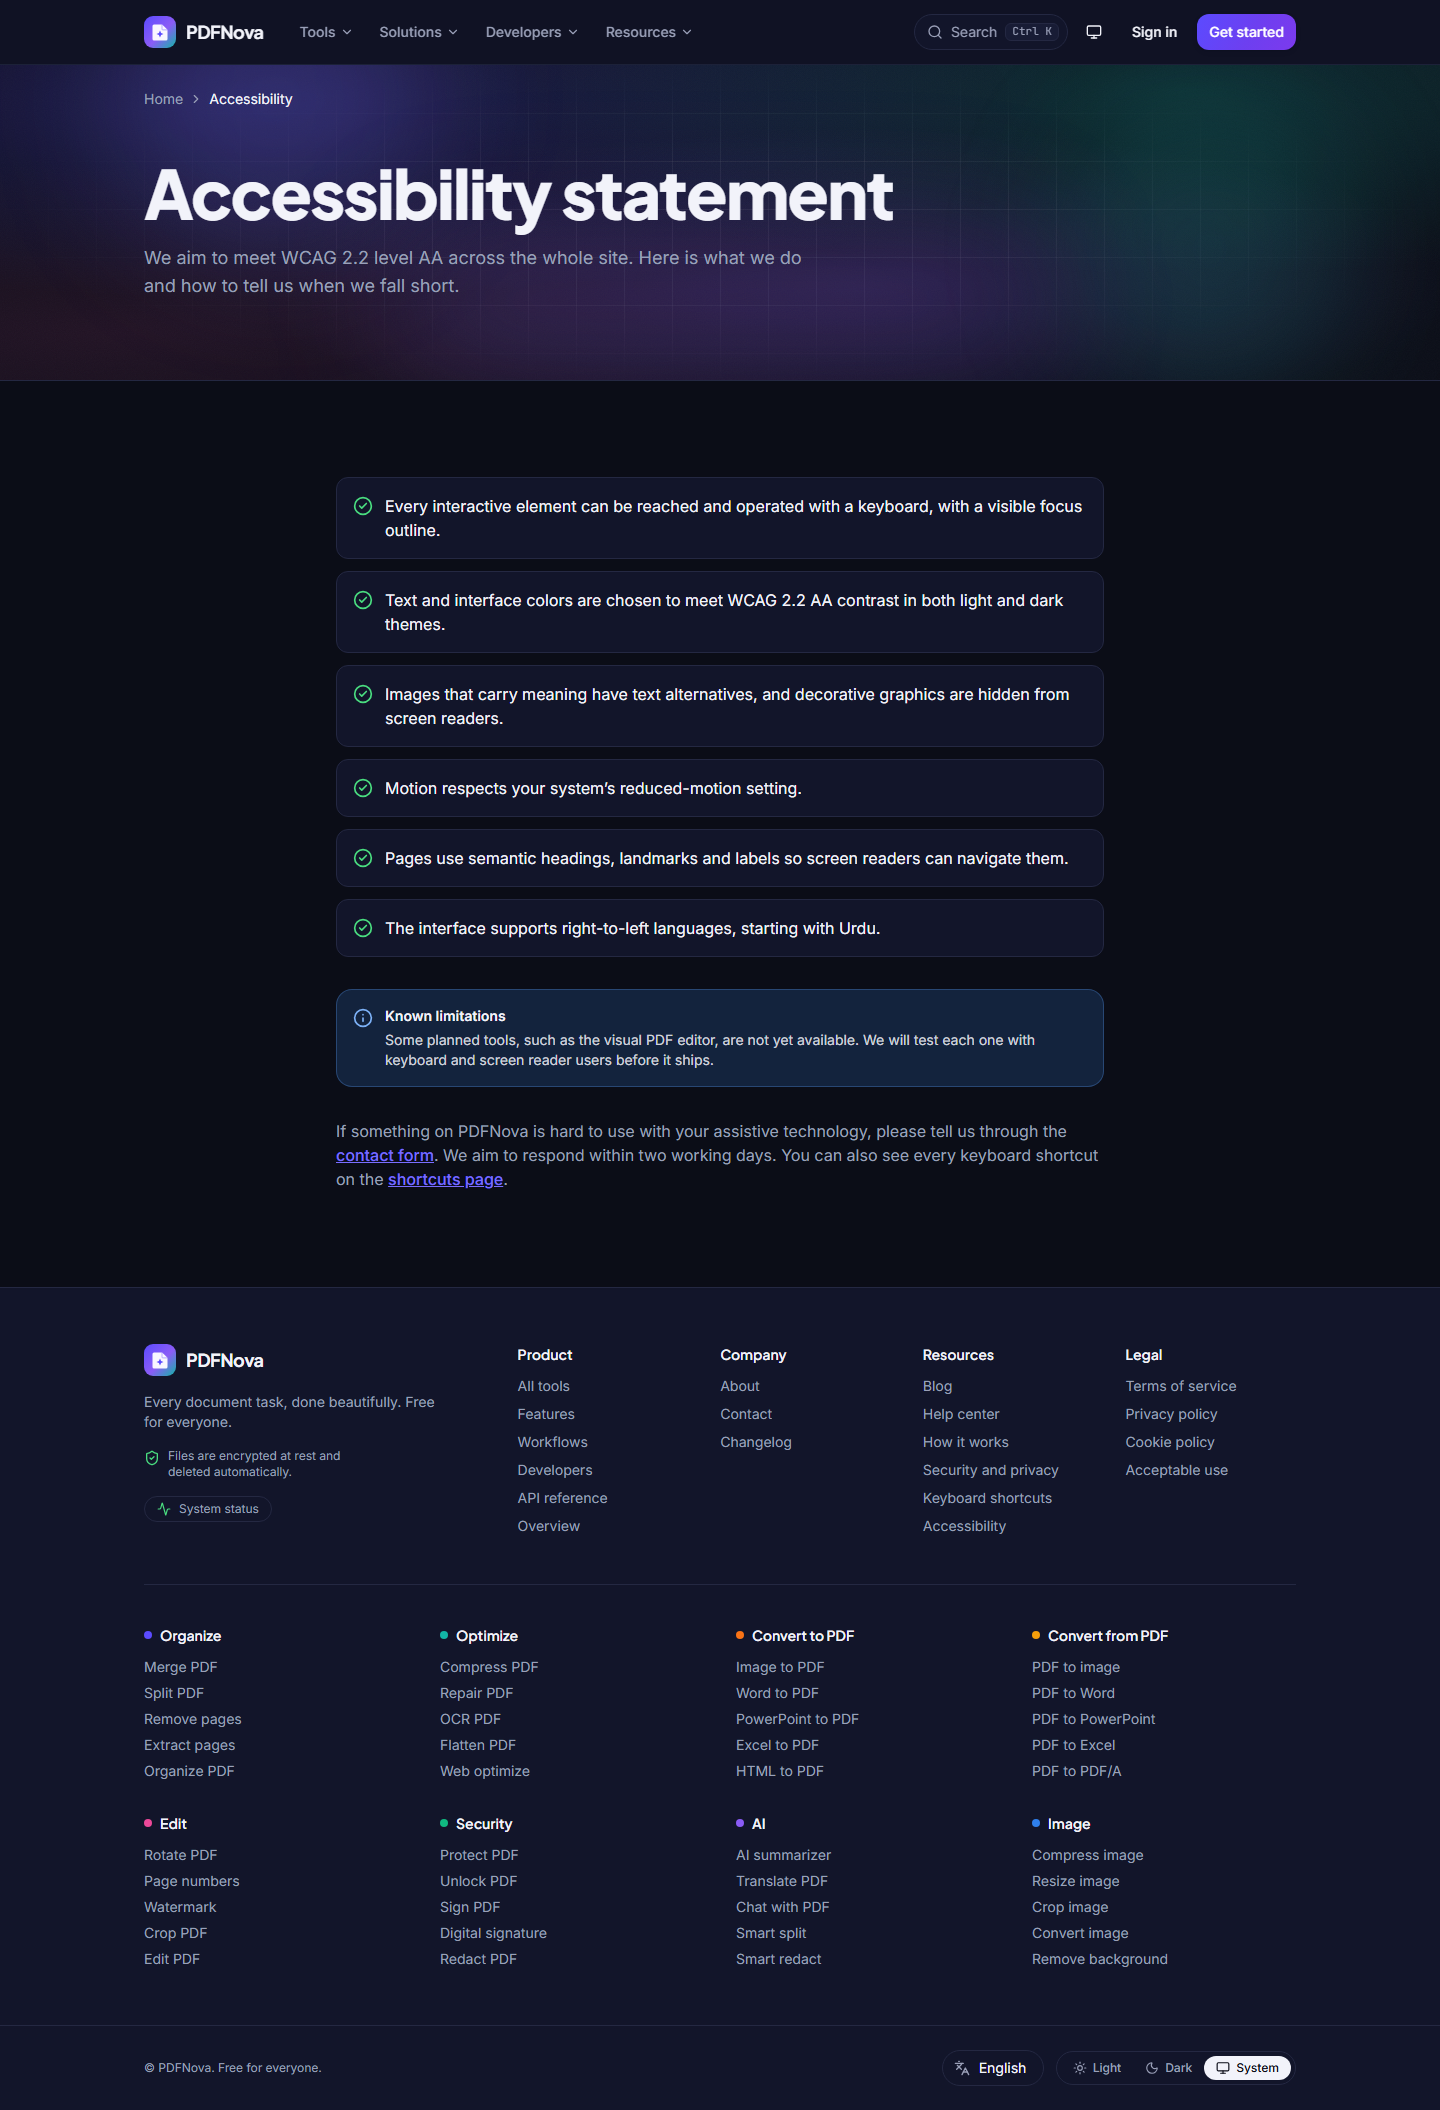 PDFNova
Tools
Solutions
Developers
Resources
Search
Ctrl K
Sign in
Get started
Home
Accessibility
Accessibility statement
We aim to meet WCAG 2.2 level AA across the whole site. Here is what we do
and how to tell us when we fall short.
Every interactive element can be reached and operated with a keyboard, with a visible focus
outline.
Text and interface colors are chosen to meet WCAG 2.2 AA contrast in both light and dark
themes.
Images that carry meaning have text alternatives, and decorative graphics are hidden from
screen readers.
Motion respects your system’s reduced-motion setting.
Pages use semantic headings, landmarks and labels so screen readers can navigate them.
The interface supports right-to-left languages, starting with Urdu.
Known limitations
Some planned tools, such as the visual PDF editor, are not yet available. We will test each one with
keyboard and screen reader users before it ships.
If something on PDFNova is hard to use with your assistive technology, please tell us through the
contact form. We aim to respond within two working days. You can also see every keyboard shortcut
on the shortcuts page.
PDFNova
Every document task, done beautifully. Free
for everyone.
Files are encrypted at rest and
deleted automatically.
System status
Product
All tools
Features
Workflows
Developers
API reference
Overview
Company
About
Contact
Changelog
Resources
Blog
Help center
How it works
Security and privacy
Keyboard shortcuts
Accessibility
Legal
Terms of service
Privacy policy
Cookie policy
Acceptable use
Organize
Merge PDF
Split PDF
Remove pages
Extract pages
Organize PDF
Optimize
Compress PDF
Repair PDF
OCR PDF
Flatten PDF
Web optimize
Convert to PDF
Image to PDF
Word to PDF
PowerPoint to PDF
Excel to PDF
HTML to PDF
Convert from PDF
PDF to image
PDF to Word
PDF to PowerPoint
PDF to Excel
PDF to PDF/A
Edit
Rotate PDF
Page numbers
Watermark
Crop PDF
Edit PDF
Security
Protect PDF
Unlock PDF
Sign PDF
Digital signature
Redact PDF
AI
AI summarizer
Translate PDF
Chat with PDF
Smart split
Smart redact
Image
Compress image
Resize image
Crop image
Convert image
Remove background
© PDFNova. Free for everyone.
English
Light
Dark
System